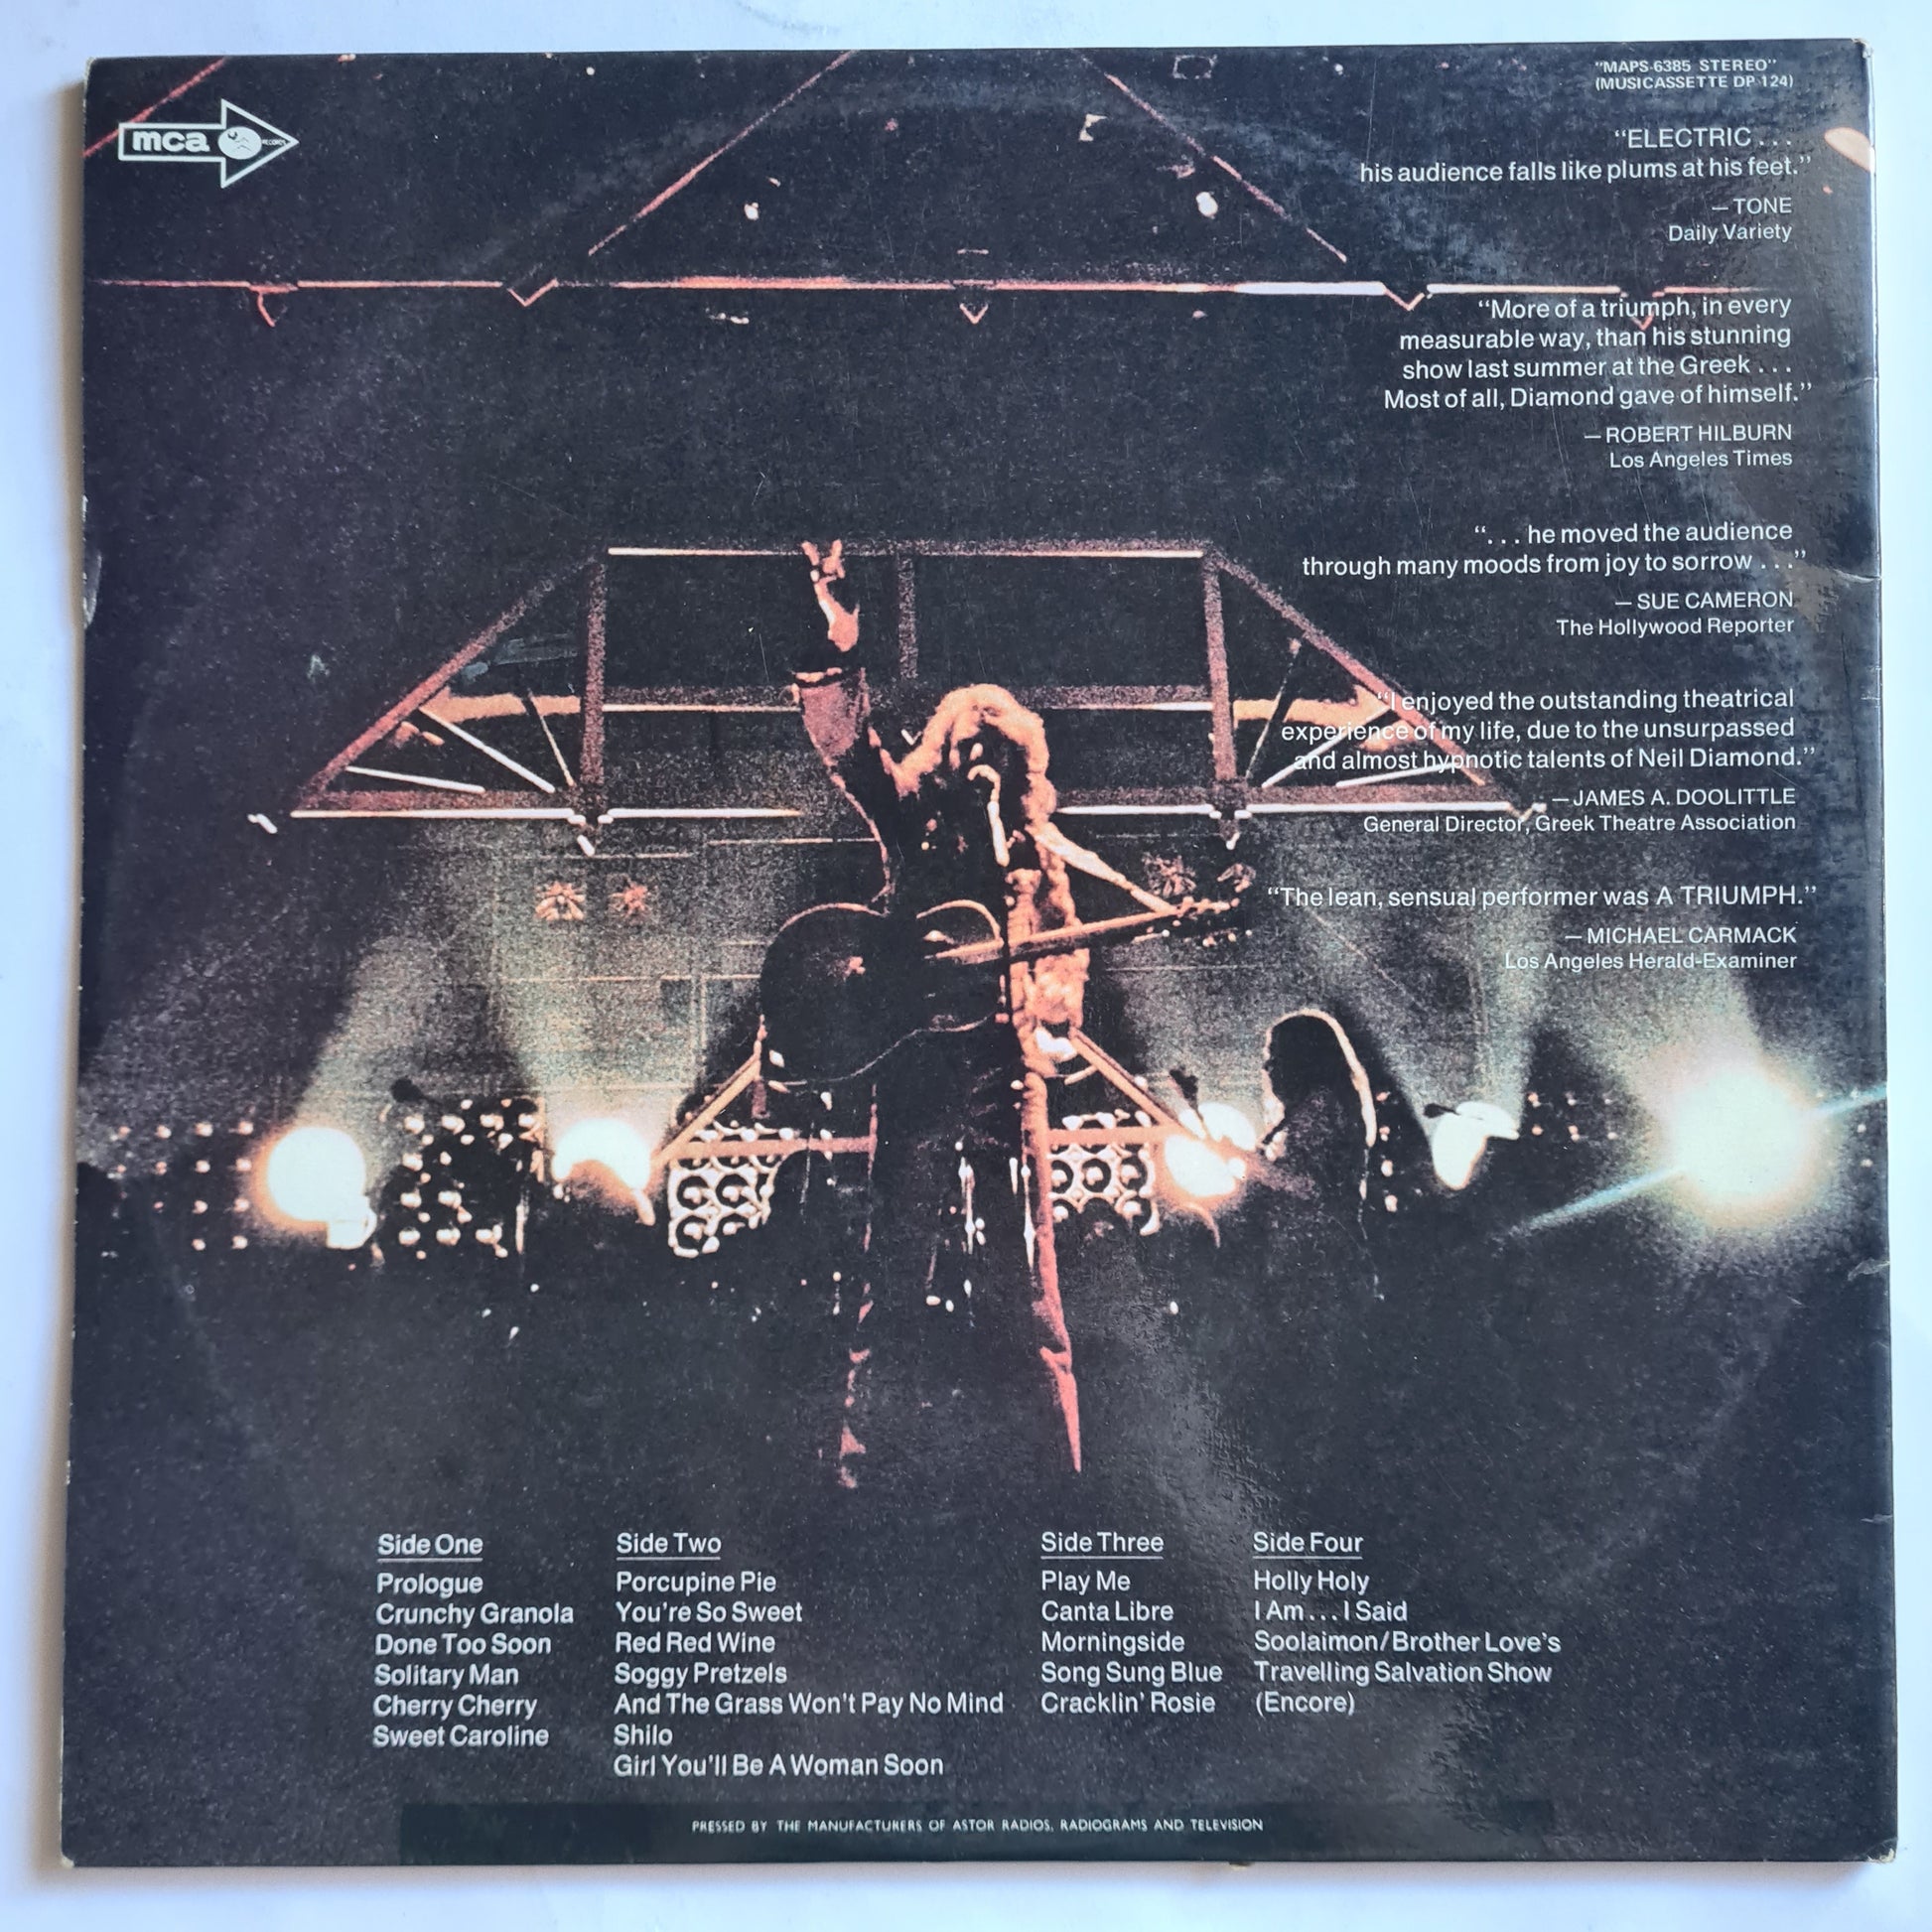 mca RECORDS
"MAPS-6385 STEREO"
(MUSICASSETTE DP 124)
"ELECTRIC . . .
his audience falls like plums at his feet."
— TONE
Daily Variety
"More of a triumph, in every
measurable way, than his stunning
show last summer at the Greek . . .
Most of all, Diamond gave of himself."
— ROBERT HILBURN
Los Angeles Times
". . . he moved the audience
through many moods from joy to sorrow . . ."
— SUE CAMERON
The Hollywood Reporter
"I enjoyed the outstanding theatrical
experience of my life, due to the unsurpassed
and almost hypnotic talents of Neil Diamond."
— JAMES A. DOOLITTLE
General Director, Greek Theatre Association
"The lean, sensual performer was A TRIUMPH."
— MICHAEL CARMACK
Los Angeles Herald-Examiner
Side One
Prologue
Crunchy Granola
Done Too Soon
Solitary Man
Cherry Cherry
Sweet Caroline
Side Two
Porcupine Pie
You're So Sweet
Red Red Wine
Soggy Pretzels
And The Grass Won't Pay No Mind
Shilo
Girl You'll Be A Woman Soon
Side Three
Play Me
Canta Libre
Morningside
Song Sung Blue
Cracklin' Rosie
Side Four
Holly Holy
I Am . . . I Said
Soolaimon/Brother Love's
Travelling Salvation Show
(Encore)
PRESSED BY THE MANUFACTURERS OF ASTOR RADIOS, RADIOGRAMS AND TELEVISION